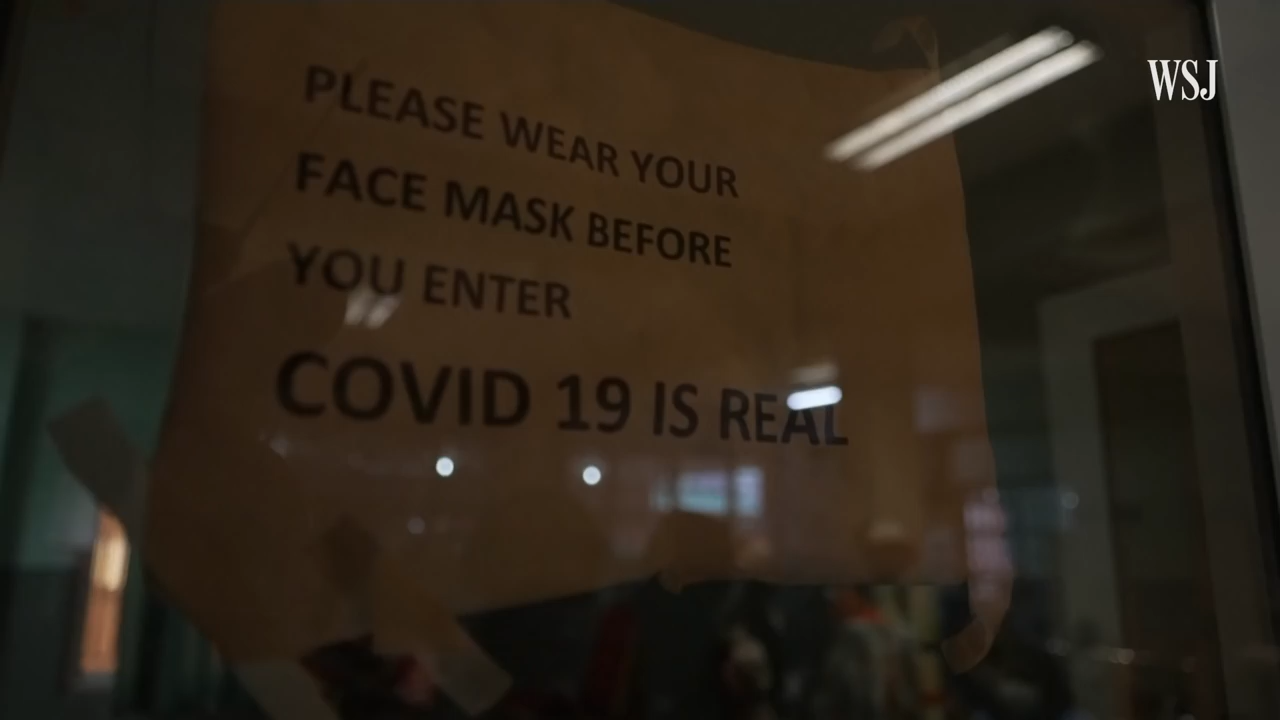 WSJ
PLEASE WEAR YOUR
FACE MASK BEFORE
YOU ENTER
COVID 19 IS REAL